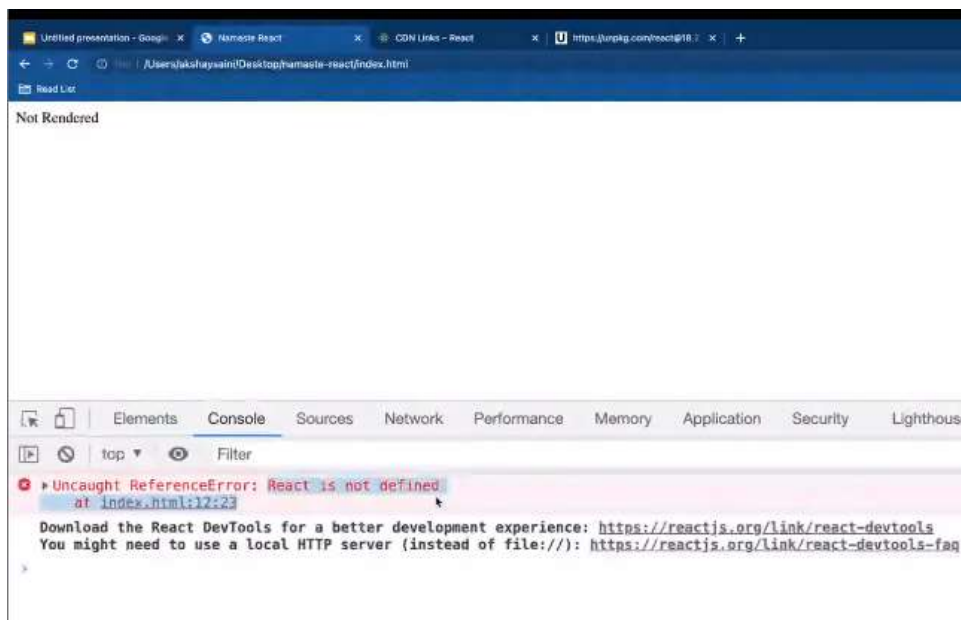 Untitled presentation - Googl
Namaste React
CDN Links - React
https://unpkg.com/react@18.
/Users/akshaysaini/Desktop/namaste-react/index.html
Read List
Not Rendered
Elements Console Sources Network Performance Memory Application Security Lighthous
top Filter
Uncaught ReferenceError: React is not defined
at index.html:12:23
Download the React DevTools for a better development experience: https://reactjs.org/link/react-devtools
You might need to use a local HTTP server (instead of file://): https://reactjs.org/link/react-devtools-faq